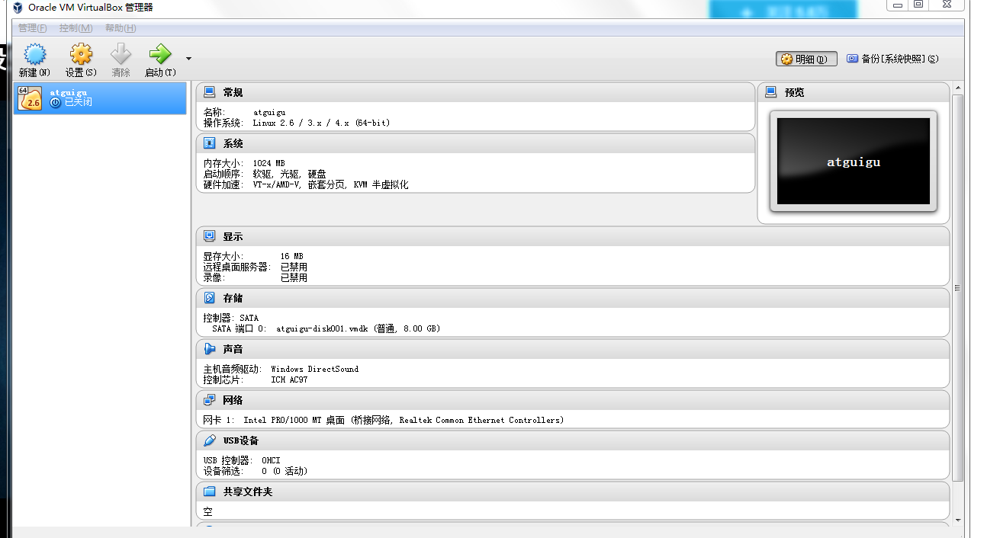 Oracle VM VirtualBox 管理器
管理(F) 控制(M) 帮助(H)
新建(N) 设置(S) 清除 启动(T) 明细(D) 备份[系统快照](S)
64
2.6
atguigu
已关闭
常规
名称: atguigu
操作系统: Linux 2.6 / 3.x / 4.x (64-bit)
系统
内存大小: 1024 MB
启动顺序: 软驱, 光驱, 硬盘
硬件加速: VT-x/AMD-V, 嵌套分页, KVM 半虚拟化
预览
atguigu
显示
显存大小: 16 MB
远程桌面服务器: 已禁用
录像: 已禁用
存储
控制器: SATA
SATA 端口 0: atguigu-disk001.vmdk (普通, 8.00 GB)
声音
主机音频驱动: Windows DirectSound
控制芯片: ICH AC97
网络
网卡 1: Intel PRO/1000 MT 桌面 (桥接网络, Realtek Common Ethernet Controllers)
USB设备
USB 控制器: OHCI
设备筛选: 0 (0 活动)
共享文件夹
空